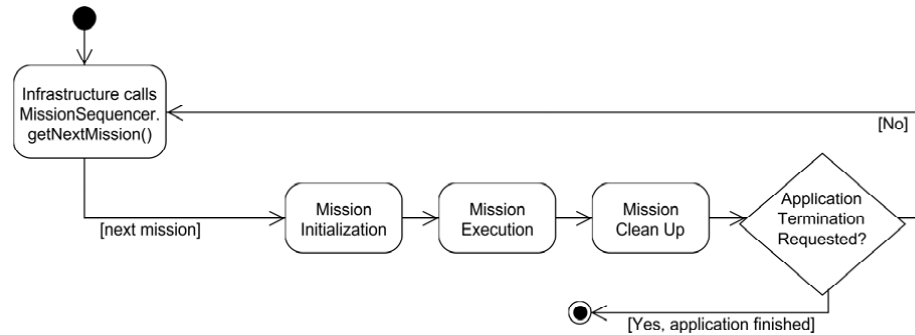 Infrastructure calls
MissionSequencer.
getNextMission()
[No]
[next mission]
Mission
Initialization
Mission
Execution
Mission
Clean Up
Application
Termination
Requested?
[Yes, application finished]